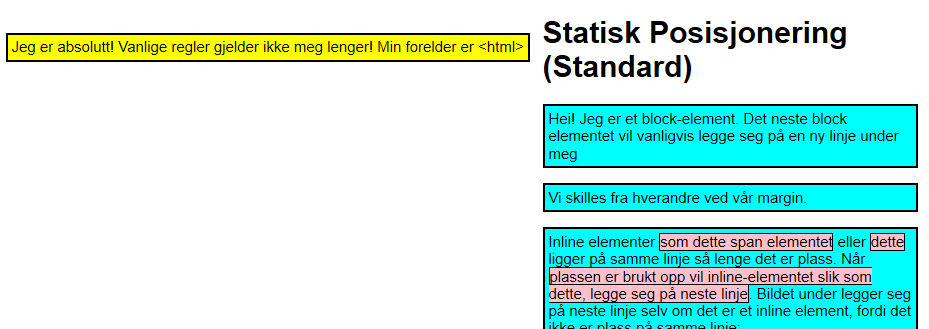 Jeg er absolutt! Vanlige regler gjelder ikke meg lenger! Min forelder er <html>
Statisk Posisjonering
(Standard)
Hei! Jeg er et block-element. Det neste block
elementet vil vanligvis legge seg på en ny linje under
meg
Vi skilles fra hverandre ved vår margin.
Inline elementer som dette span elementet eller dette
ligger på samme linje så lenge det er plass. Når
plassen er brukt opp vil inline-elementet slik som
dette, legge seg på neste linje. Bildet under legger seg
på neste linje selv om det er et inline element, fordi det
ikke er plass på samme linje: